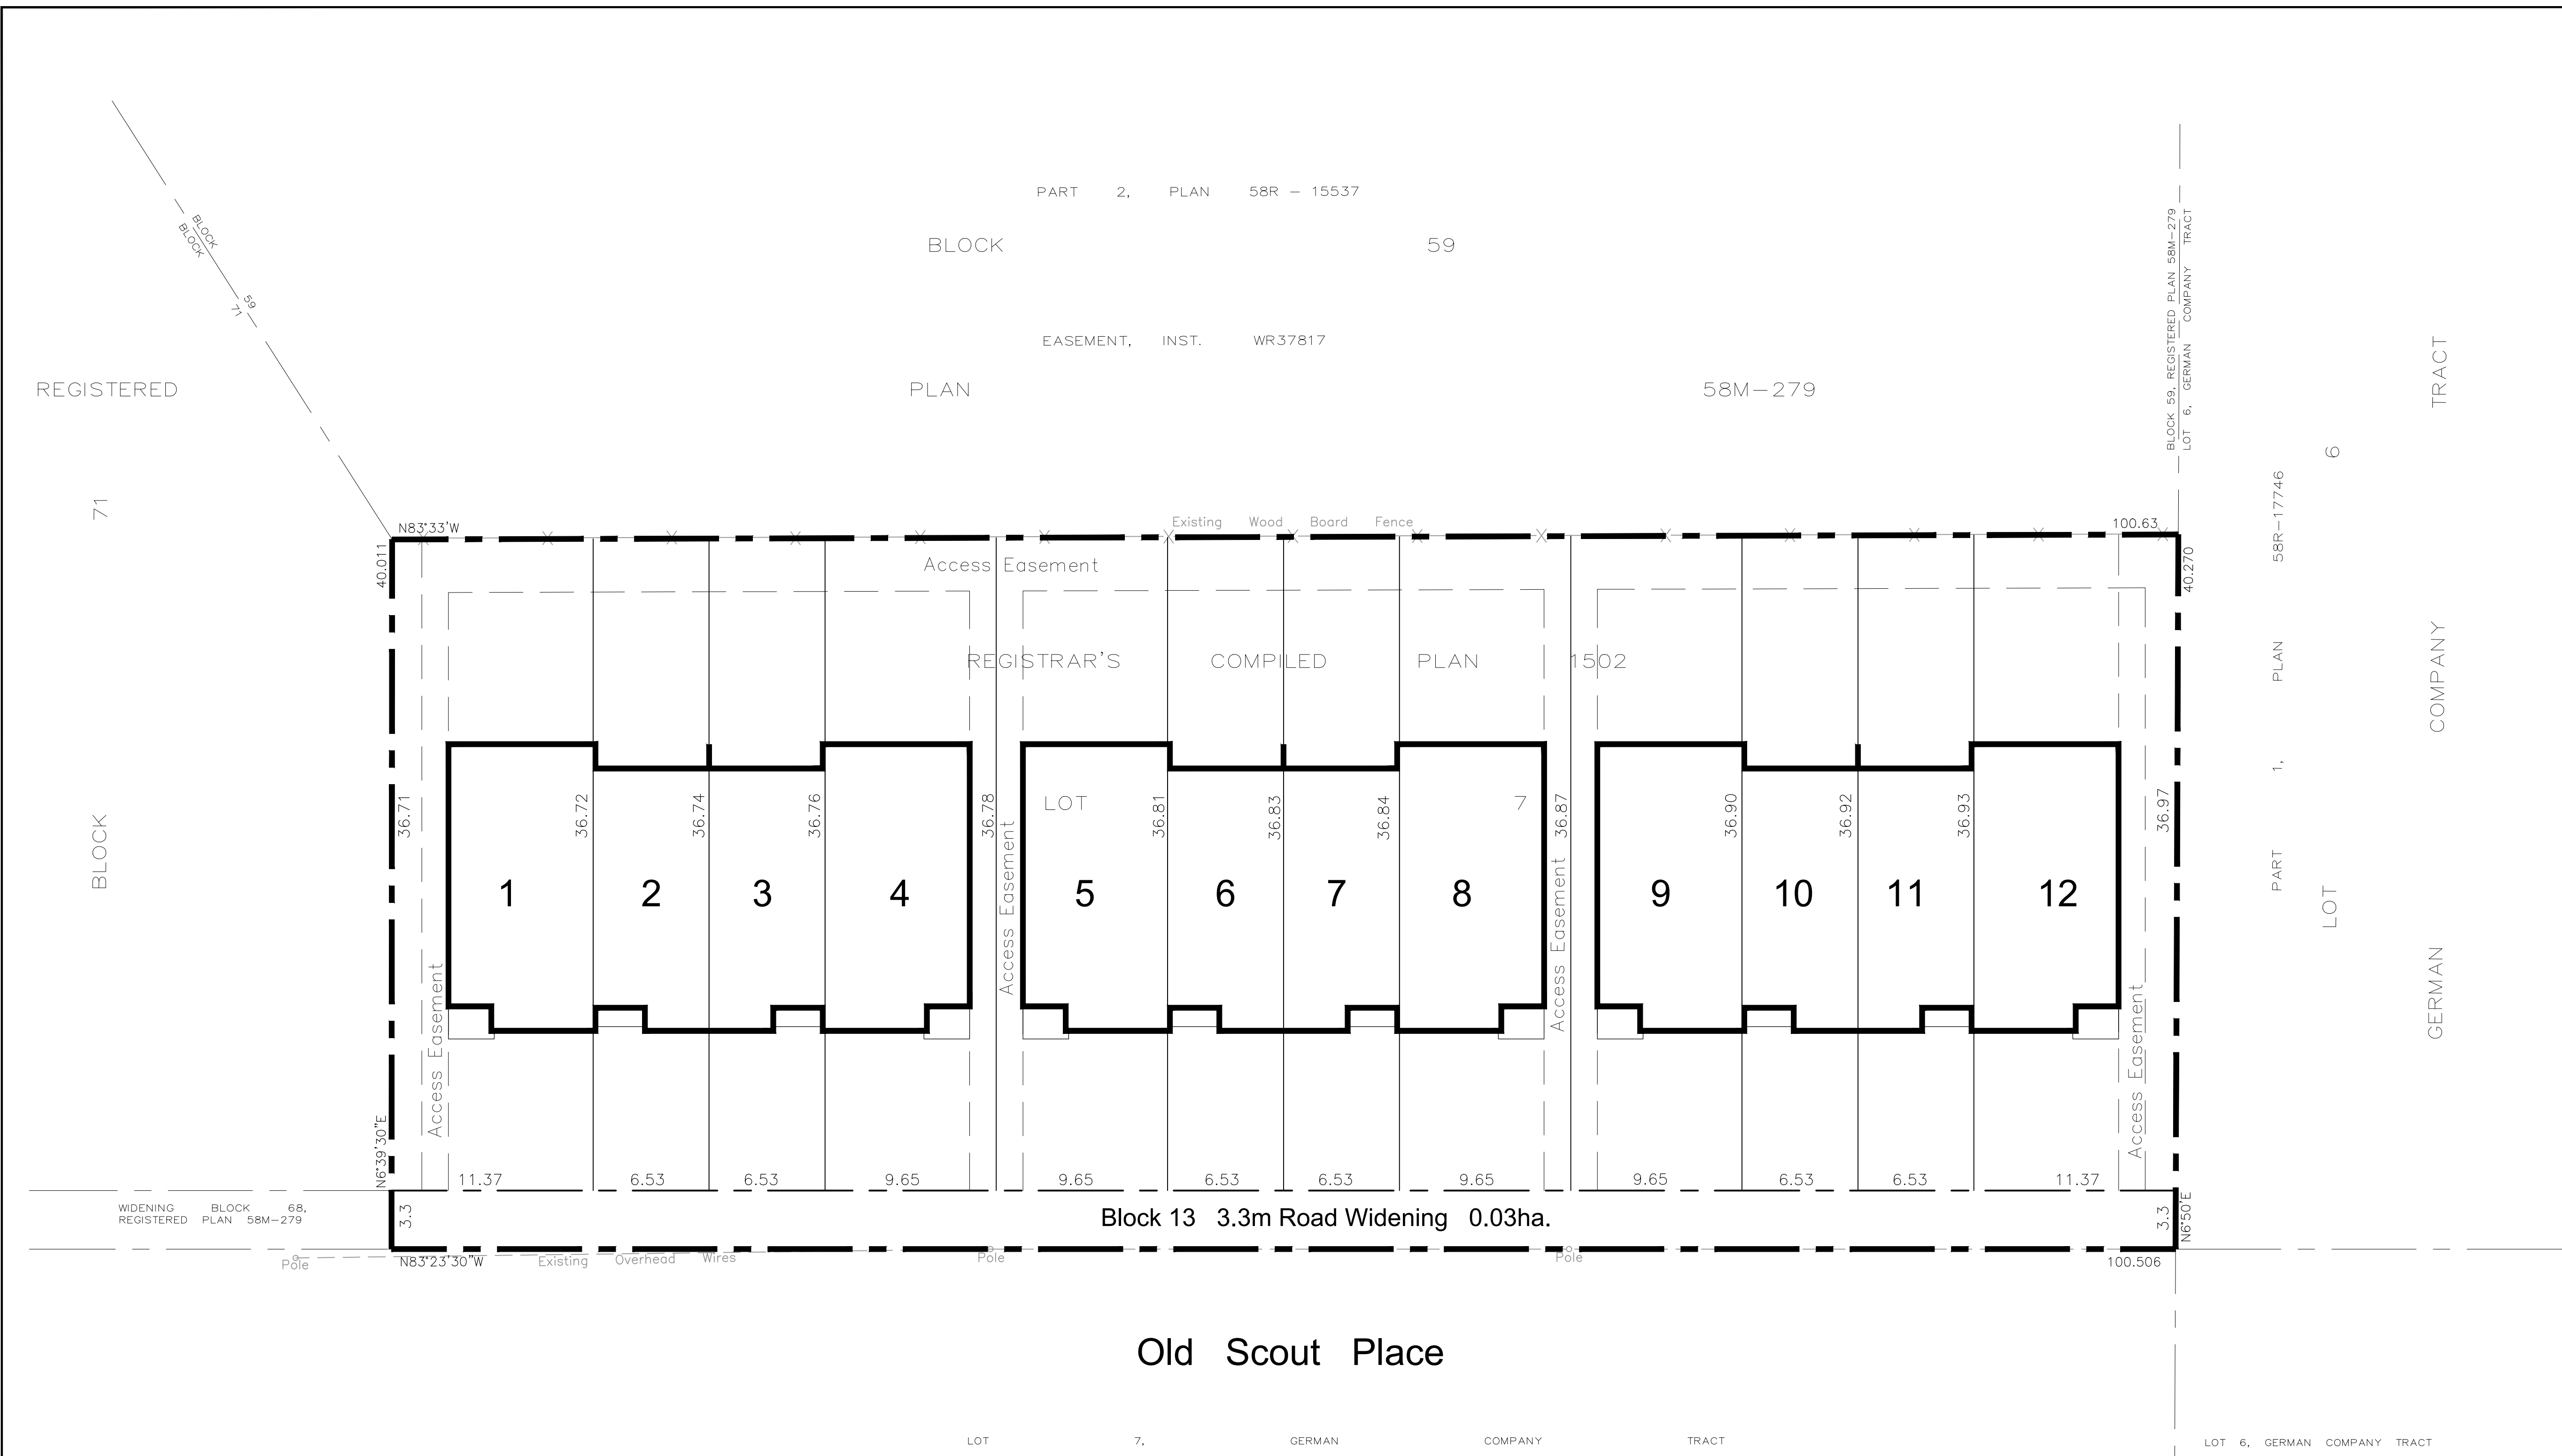 PART 2, PLAN 58R - 15537
BLOCK 59
EASEMENT, INST. WR37817
REGISTERED PLAN 58M-279
BLOCK 59
BLOCK 71
BLOCK 59, REGISTERED PLAN 58M-279
LOT 6, GERMAN COMPANY TRACT
BLOCK 71
PART 1, PLAN 58R-17746
LOT 6
GERMAN COMPANY TRACT
N83°33'W
Existing Wood Board Fence
100.63
40.011
40.270
Access Easement
REGISTRAR'S COMPILED PLAN 1502
LOT 7
36.71
36.72
36.74
36.76
36.78
36.81
36.83
36.84
36.87
36.90
36.92
36.93
36.97
1 2 3 4 5 6 7 8 9 10 11 12
Access Easement
Access Easement
Access Easement
Access Easement
N6°39'30"E
11.37 6.53 6.53 9.65 9.65 6.53 6.53 9.65 9.65 6.53 6.53 11.37
WIDENING BLOCK 68,
REGISTERED PLAN 58M-279
3.3
Block 13 3.3m Road Widening 0.03ha.
3.3
N6°50'E
Pole
N83°23'30"W
Existing Overhead Wires
Pole
Pole
100.506
Old Scout Place
LOT 7, GERMAN COMPANY TRACT
LOT 6, GERMAN COMPANY TRACT